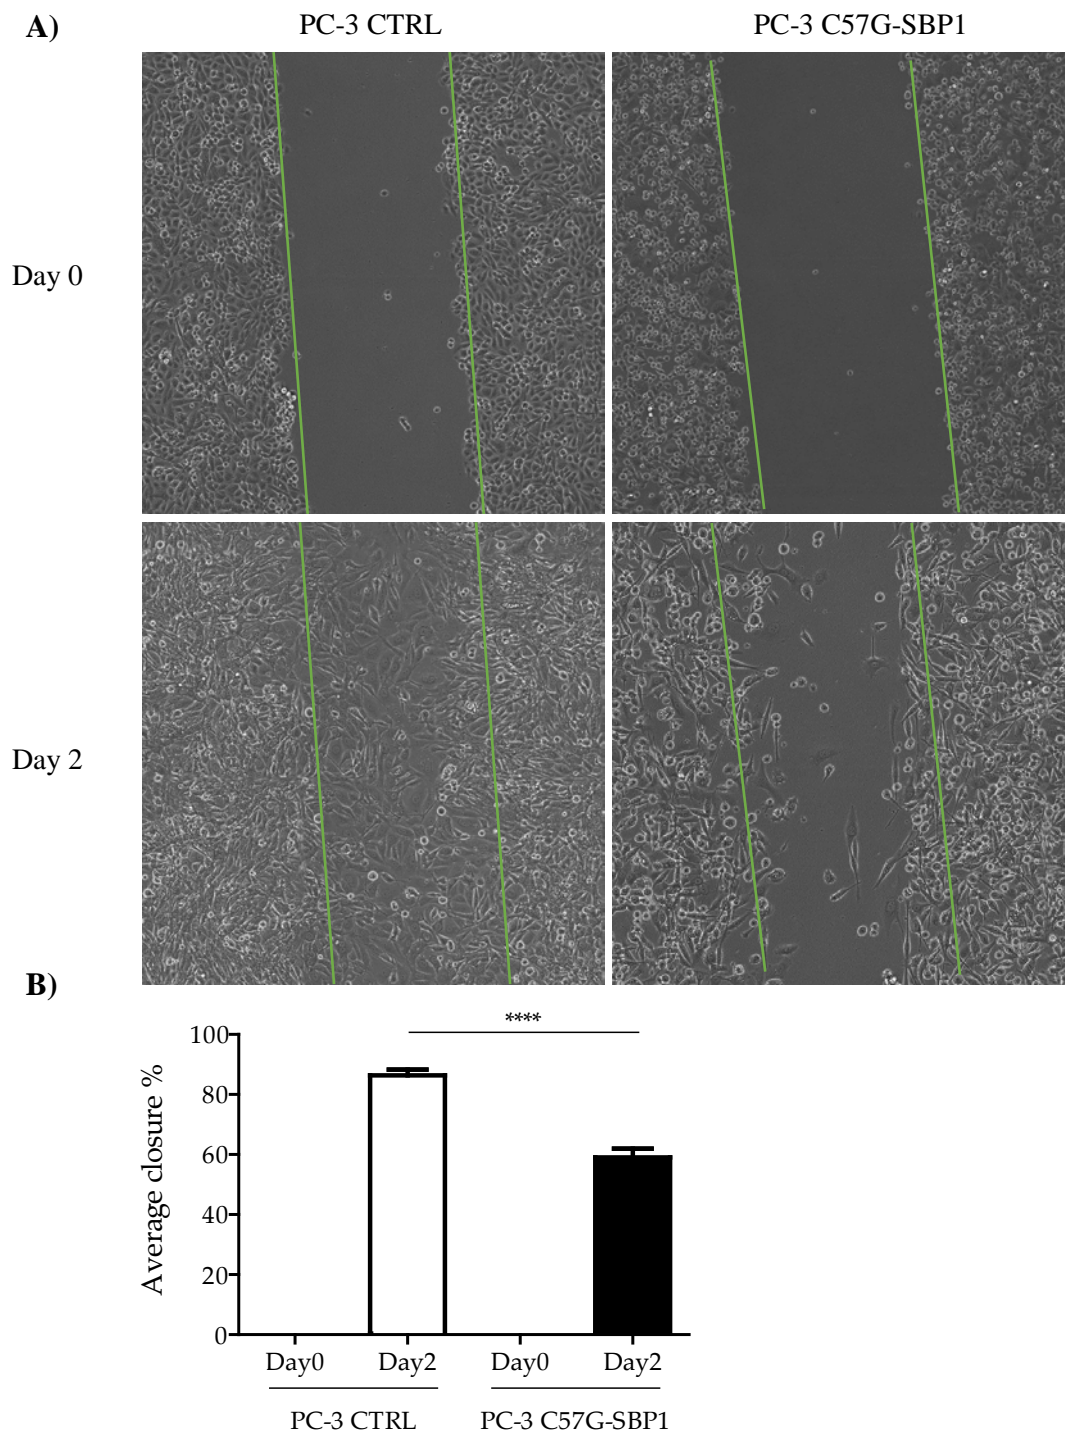 A)
PC-3 CTRL
PC-3 C57G-SBP1
Day 0
Day 2
B)
****
Average closure %
100
80
60
40
20
0
Day0
Day2
Day0
Day2
PC-3 CTRL
PC-3 C57G-SBP1